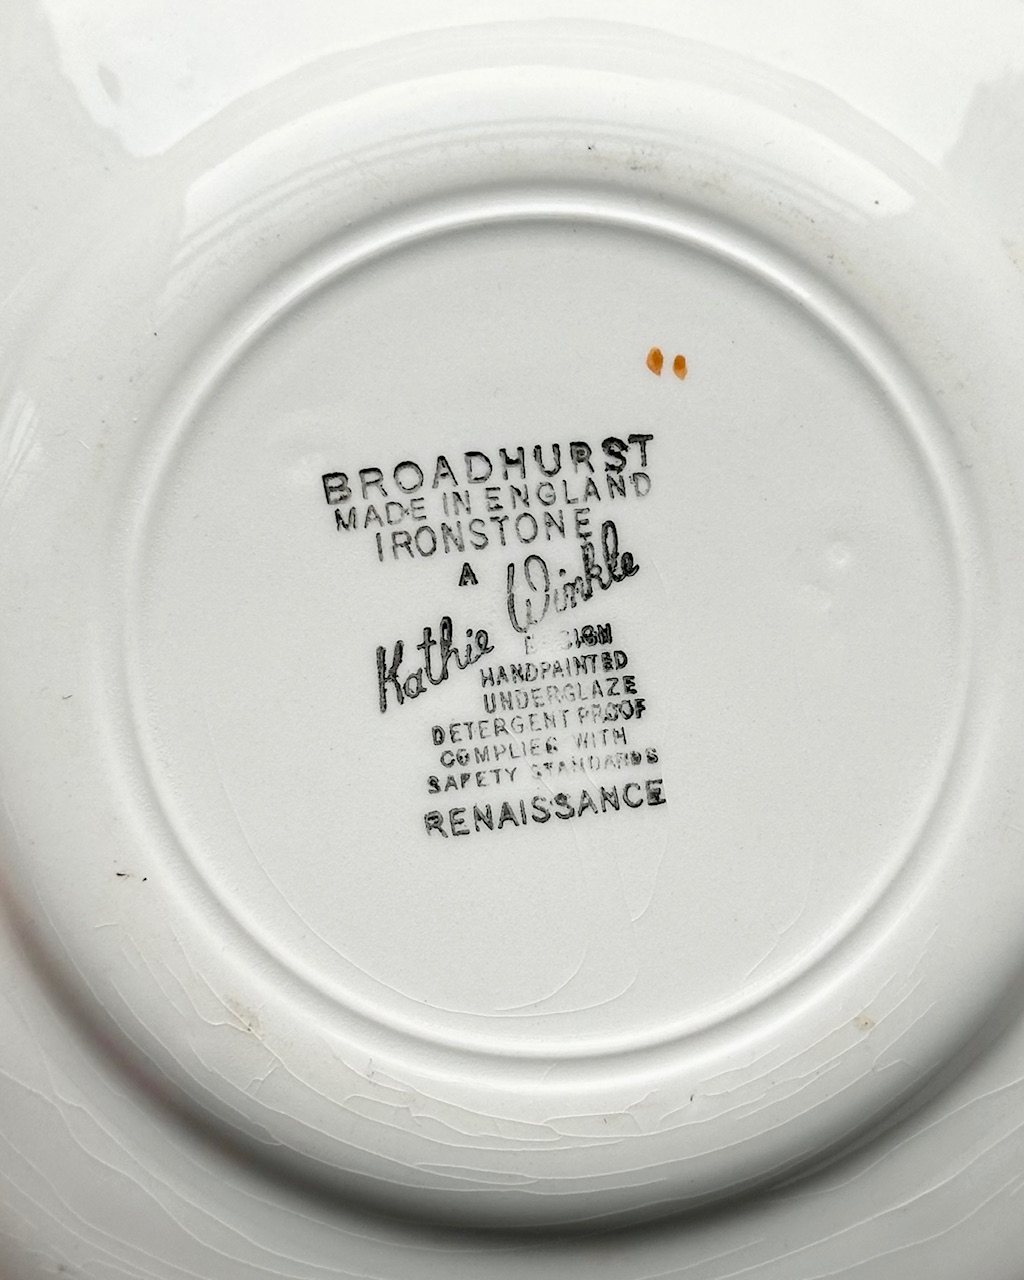 BROADHURST
MADE IN ENGLAND
IRONSTONE
A
Kathie Winkle
DESIGN
HANDPAINTED
UNDERGLAZE
DETERGENT PROOF
COMPLIES WITH
SAFETY STANDARDS
RENAISSANCE